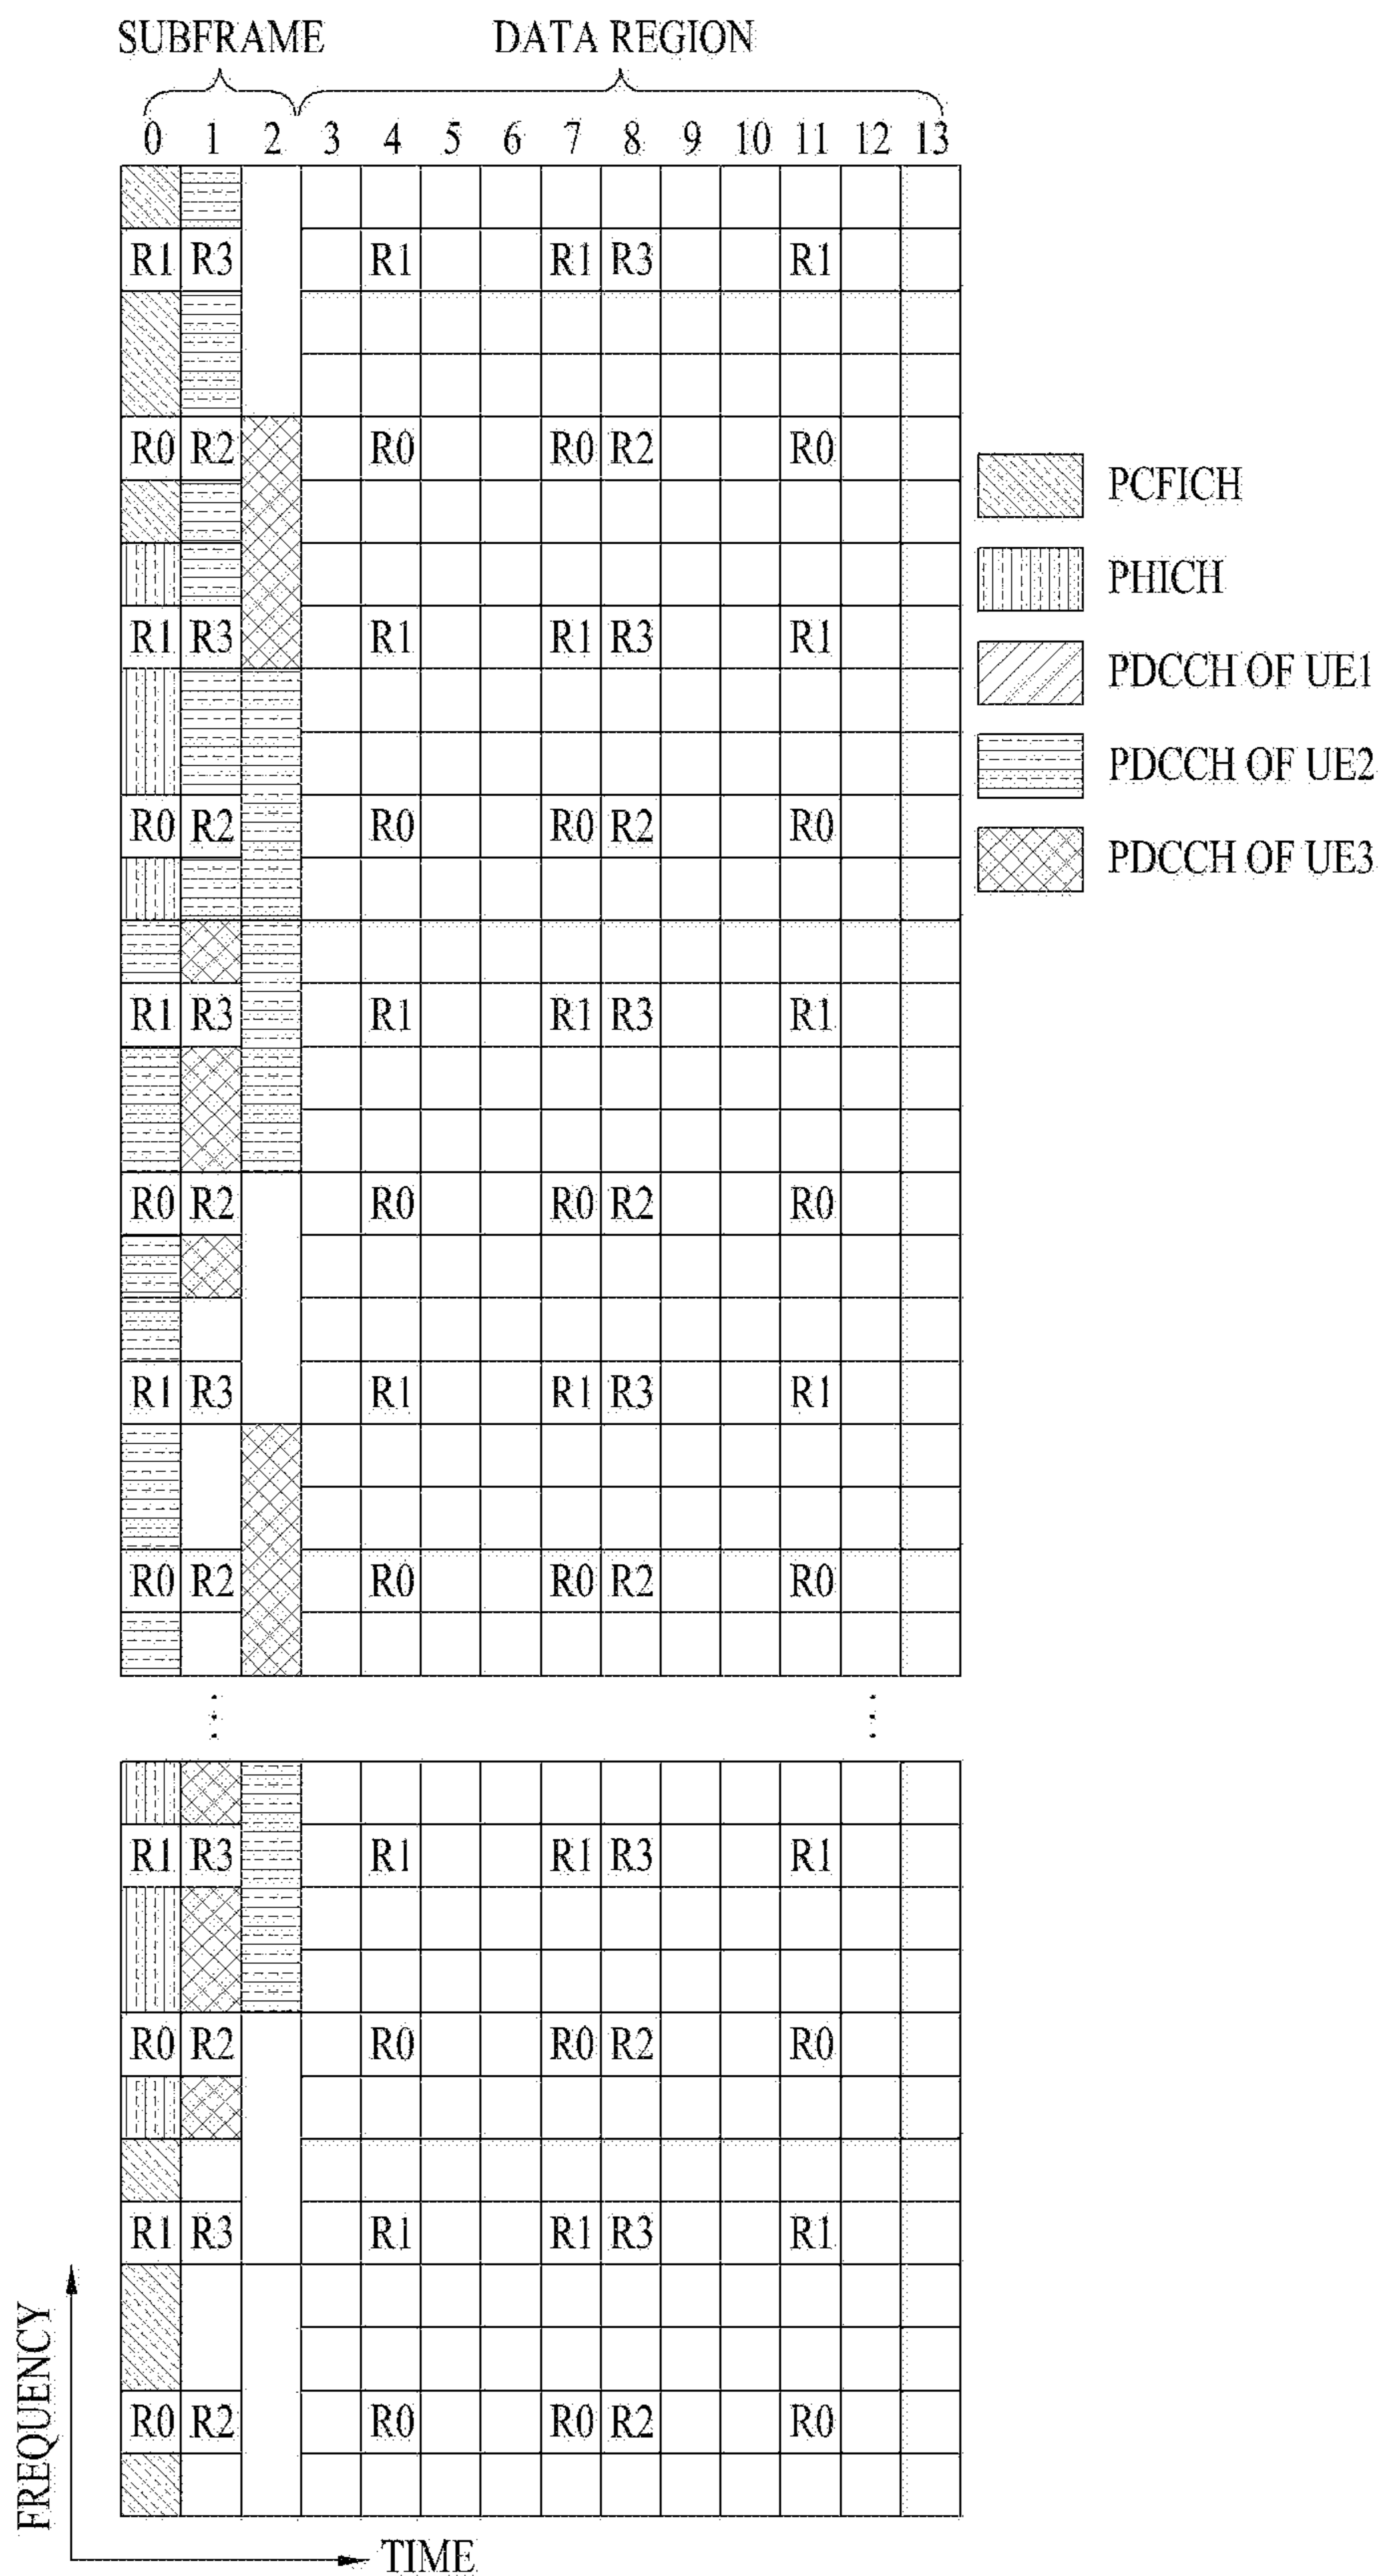 SUBFRAME DATA REGION
0 1 2 3 4 5 6 7 8 9 10 11 12 13
R1 R3 R1 R1 R3 R1
R0 R2 R0 R0 R2 R0
PCFICH
PHICH
R1 R3 R1 R1 R3 R1
PDCCH OF UE1
PDCCH OF UE2
R0 R2 R0 R0 R2 R0
PDCCH OF UE3
R1 R3 R1 R1 R3 R1
R0 R2 R0 R0 R2 R0
R1 R3 R1 R1 R3 R1
R0 R2 R0 R0 R2 R0
R1 R3 R1 R1 R3 R1
R0 R2 R0 R0 R2 R0
R1 R3 R1 R1 R3 R1
R0 R2 R0 R0 R2 R0
FREQUENCY
TIME